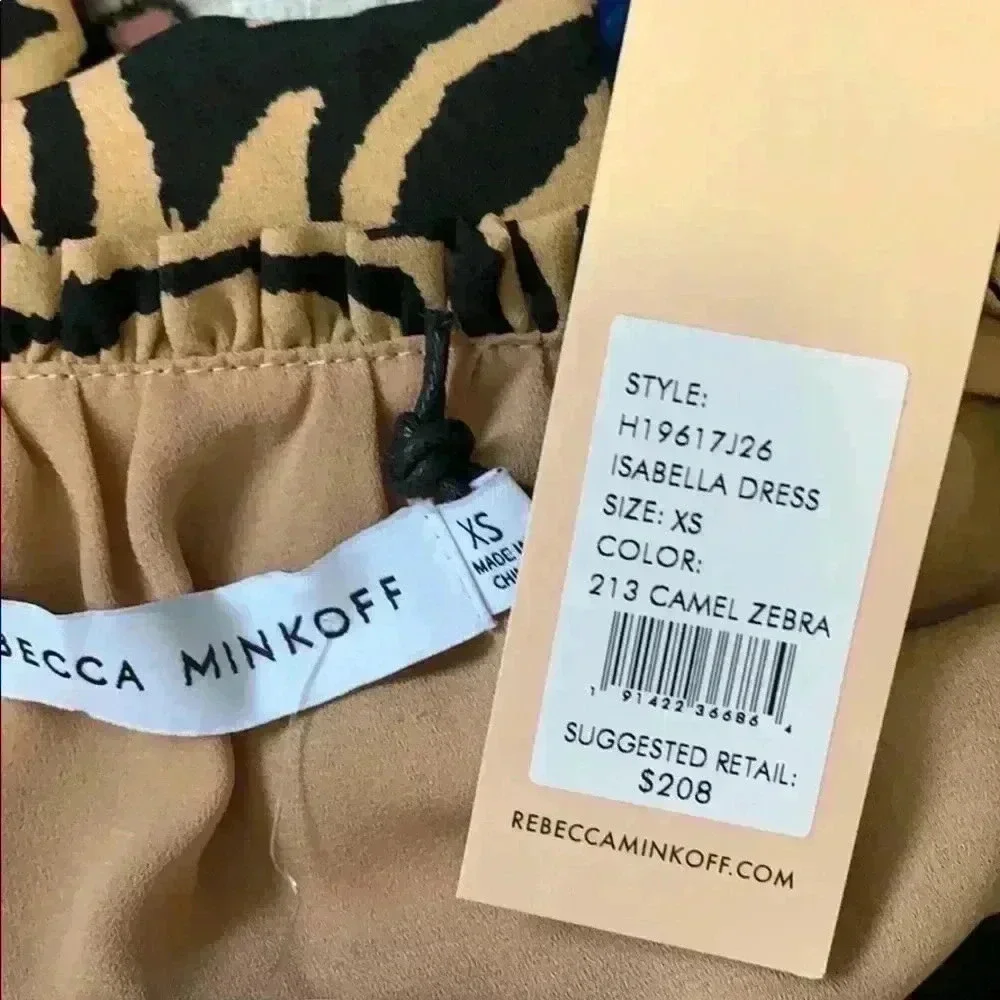 BECCA MINKOFF
XS
MADE
STYLE:
H19617J26
ISABELLA DRESS
SIZE: XS
COLOR:
213 CAMEL ZEBRA
1 91422 36686 4
SUGGESTED RETAIL:
$208
REBECCAMINKOFF.COM